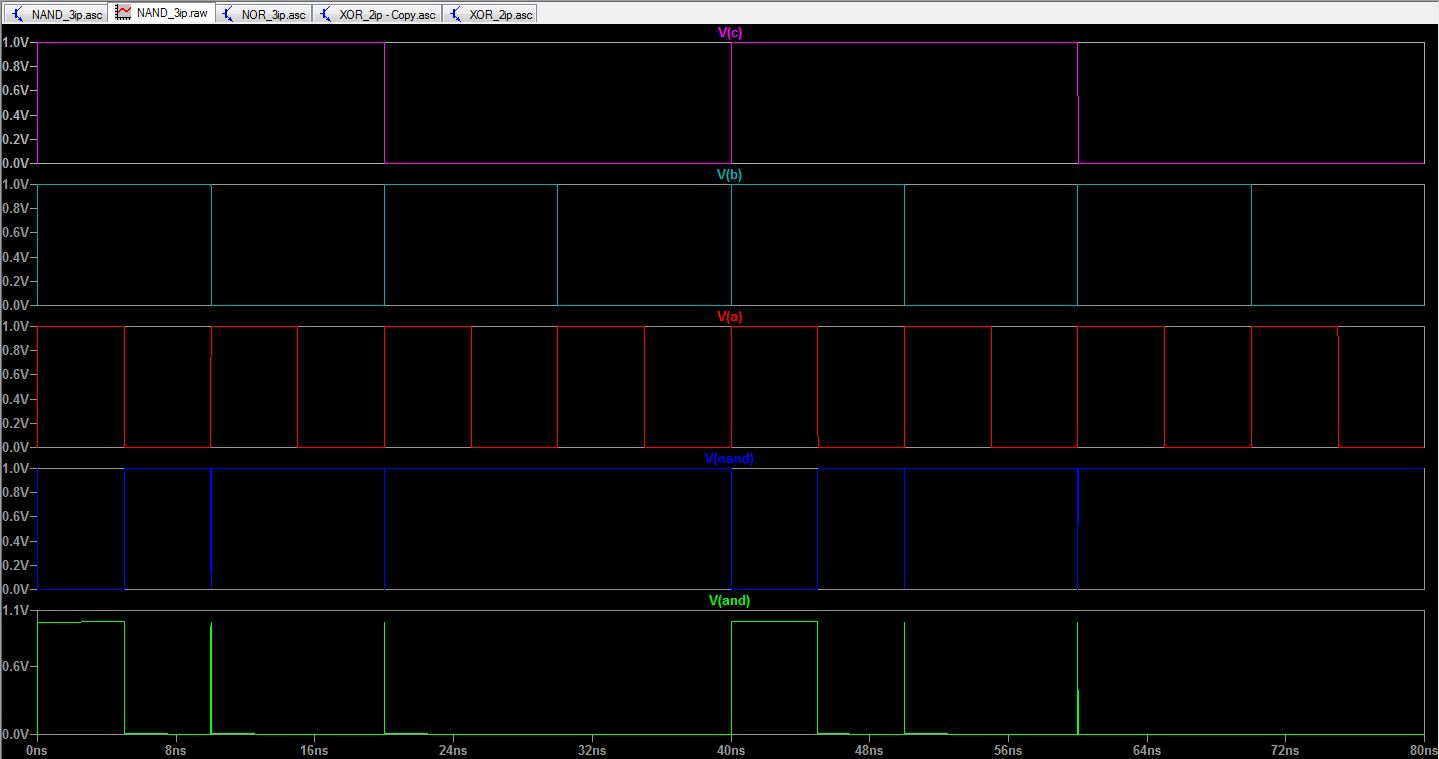 NAND_3ip.asc NAND_3ip.raw NOR_3ip.asc XOR_2ip - Copy.asc XOR_2ip.asc
V(c)
1.0V
0.8V
0.6V
0.4V
0.2V
0.0V
V(b)
1.0V
0.8V
0.6V
0.4V
0.2V
0.0V
V(a)
1.0V
0.8V
0.6V
0.4V
0.2V
0.0V
V(nand)
1.0V
0.8V
0.6V
0.4V
0.2V
0.0V
V(and)
1.1V
0.6V
0.0V
0ns 8ns 16ns 24ns 32ns 40ns 48ns 56ns 64ns 72ns 80ns